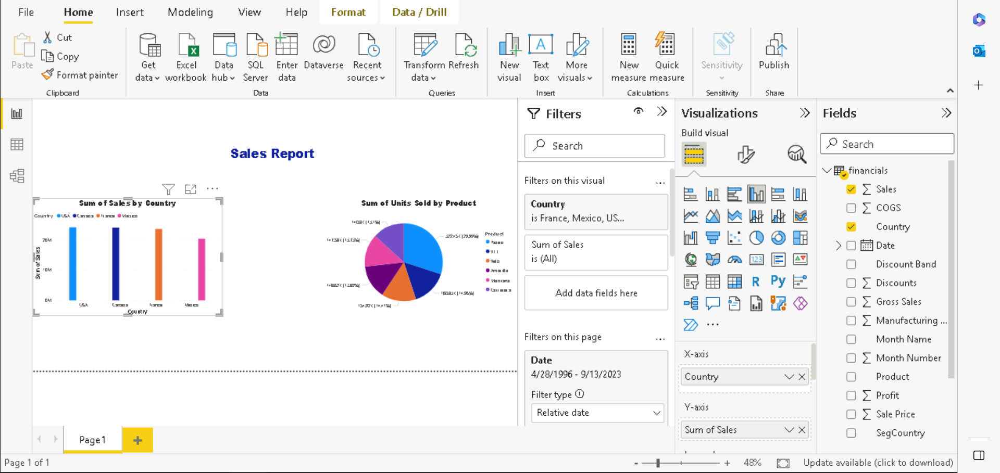 File Home Insert Modeling View Help Format Data / Drill
Paste
Cut
Copy
Format painter
Clipboard
Get data
Excel workbook
Data hub
SQL Server
Enter data
Dataverse
Recent sources
Data
Transform data
Refresh
Queries
New visual
Text box
More visuals
Insert
New measure
Quick measure
Calculations
Sensitivity
Sensitivity
Publish
Share
Sales Report
Sum of Sales by Country
Country USA Canada France Mexico
Sum of Sales
20M
10M
0M
USA Canada France Mexico
Country
Sum of Units Sold by Product
Product
Paseo
VTT
Velo
Amarilla
Montana
Carretera
Filters
Search
Filters on this visual ...
Country
is France, Mexico, US...
Sum of Sales
is (All)
Add data fields here
Filters on this page ...
Date
4/28/1996 - 9/13/2023
Filter type
Relative date
Visualizations
Build visual
123
R Py
...
X-axis
Country
Y-axis
Sum of Sales
Fields
Search
financials
Sales
COGS
Country
Date
Discount Band
Discounts
Gross Sales
Manufacturing ...
Month Name
Month Number
Product
Profit
Sale Price
SegCountry
Page 1
Page 1 of 1
- + 48%
Update available (click to download)